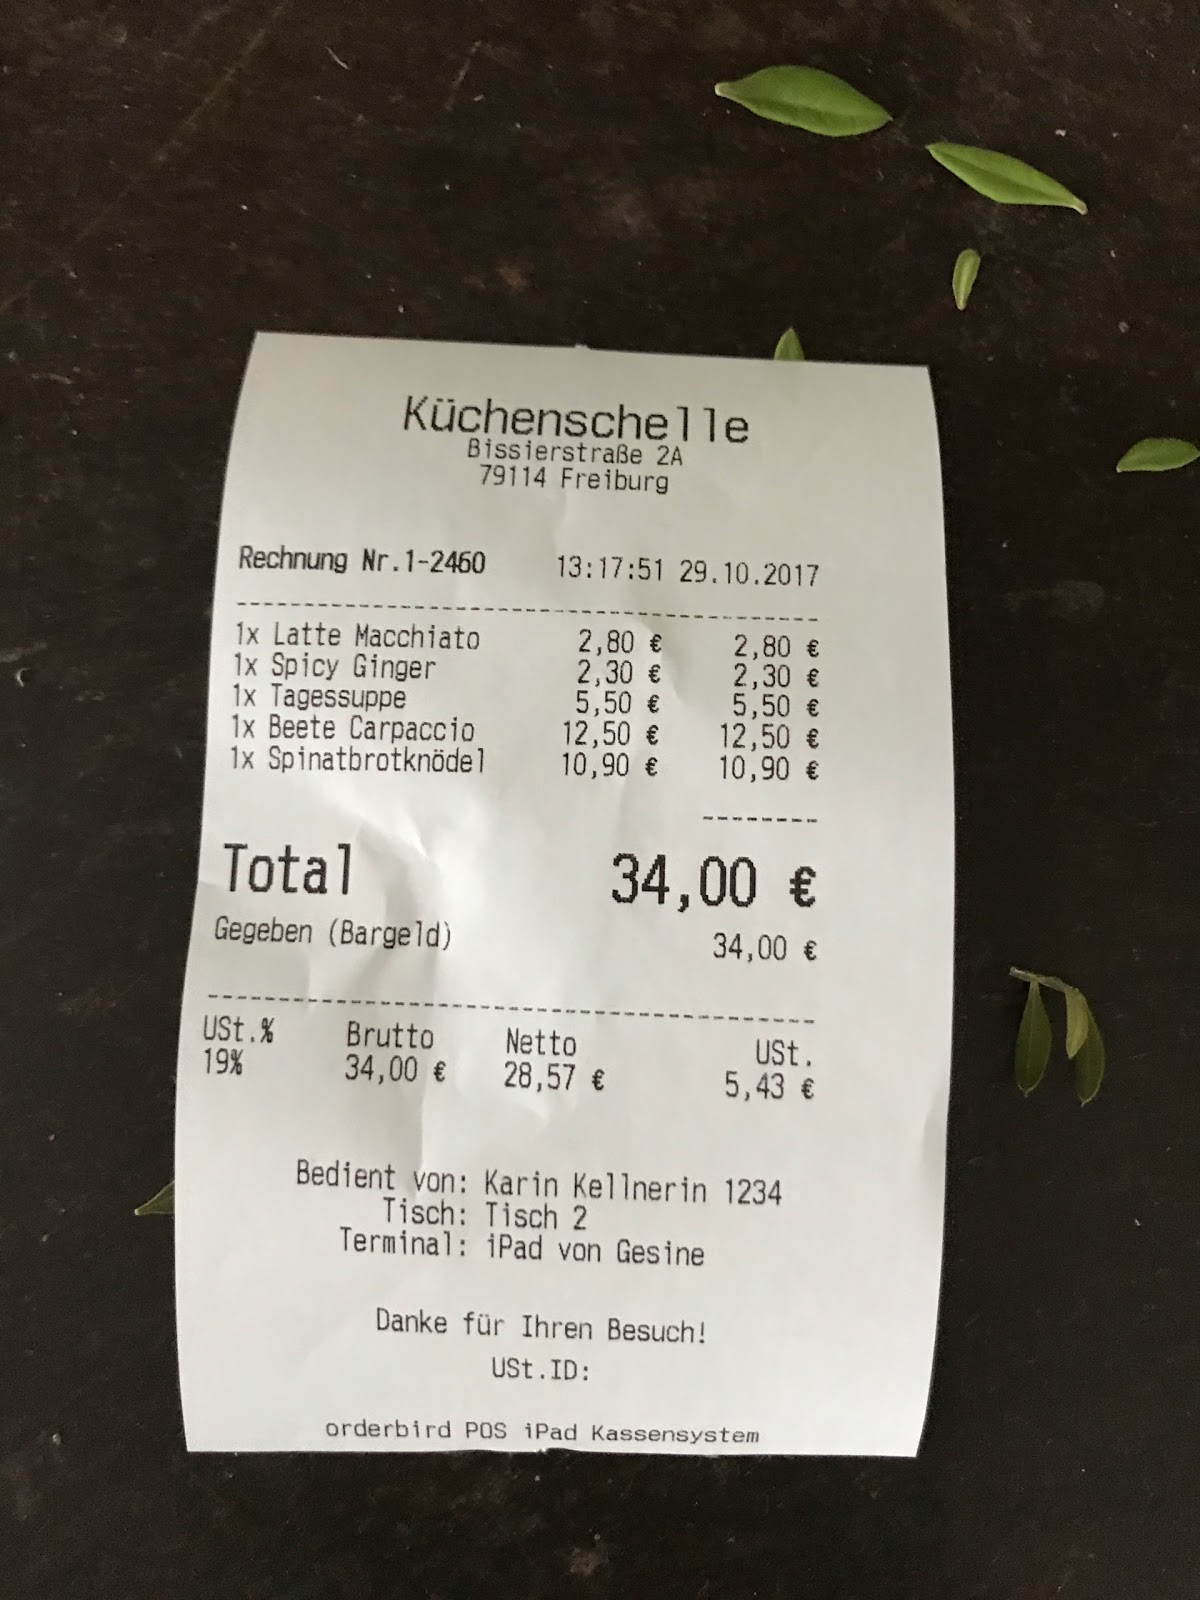 Küchenschelle
Bissierstraße 2A
79114 Freiburg
Rechnung Nr.1-2460 13:17:51 29.10.2017
1x Latte Macchiato 2,80 € 2,80 €
1x Spicy Ginger 2,30 € 2,30 €
1x Tagessuppe 5,50 € 5,50 €
1x Beete Carpaccio 12,50 € 12,50 €
1x Spinatbrotknödel 10,90 € 10,90 €
Total 34,00 €
Gegeben (Bargeld) 34,00 €
USt.% Brutto Netto USt.
19% 34,00 € 28,57 € 5,43 €
Bedient von: Karin Kellnerin 1234
Tisch: Tisch 2
Terminal: iPad von Gesine
Danke für Ihren Besuch!
USt.ID:
orderbird POS iPad Kassensystem